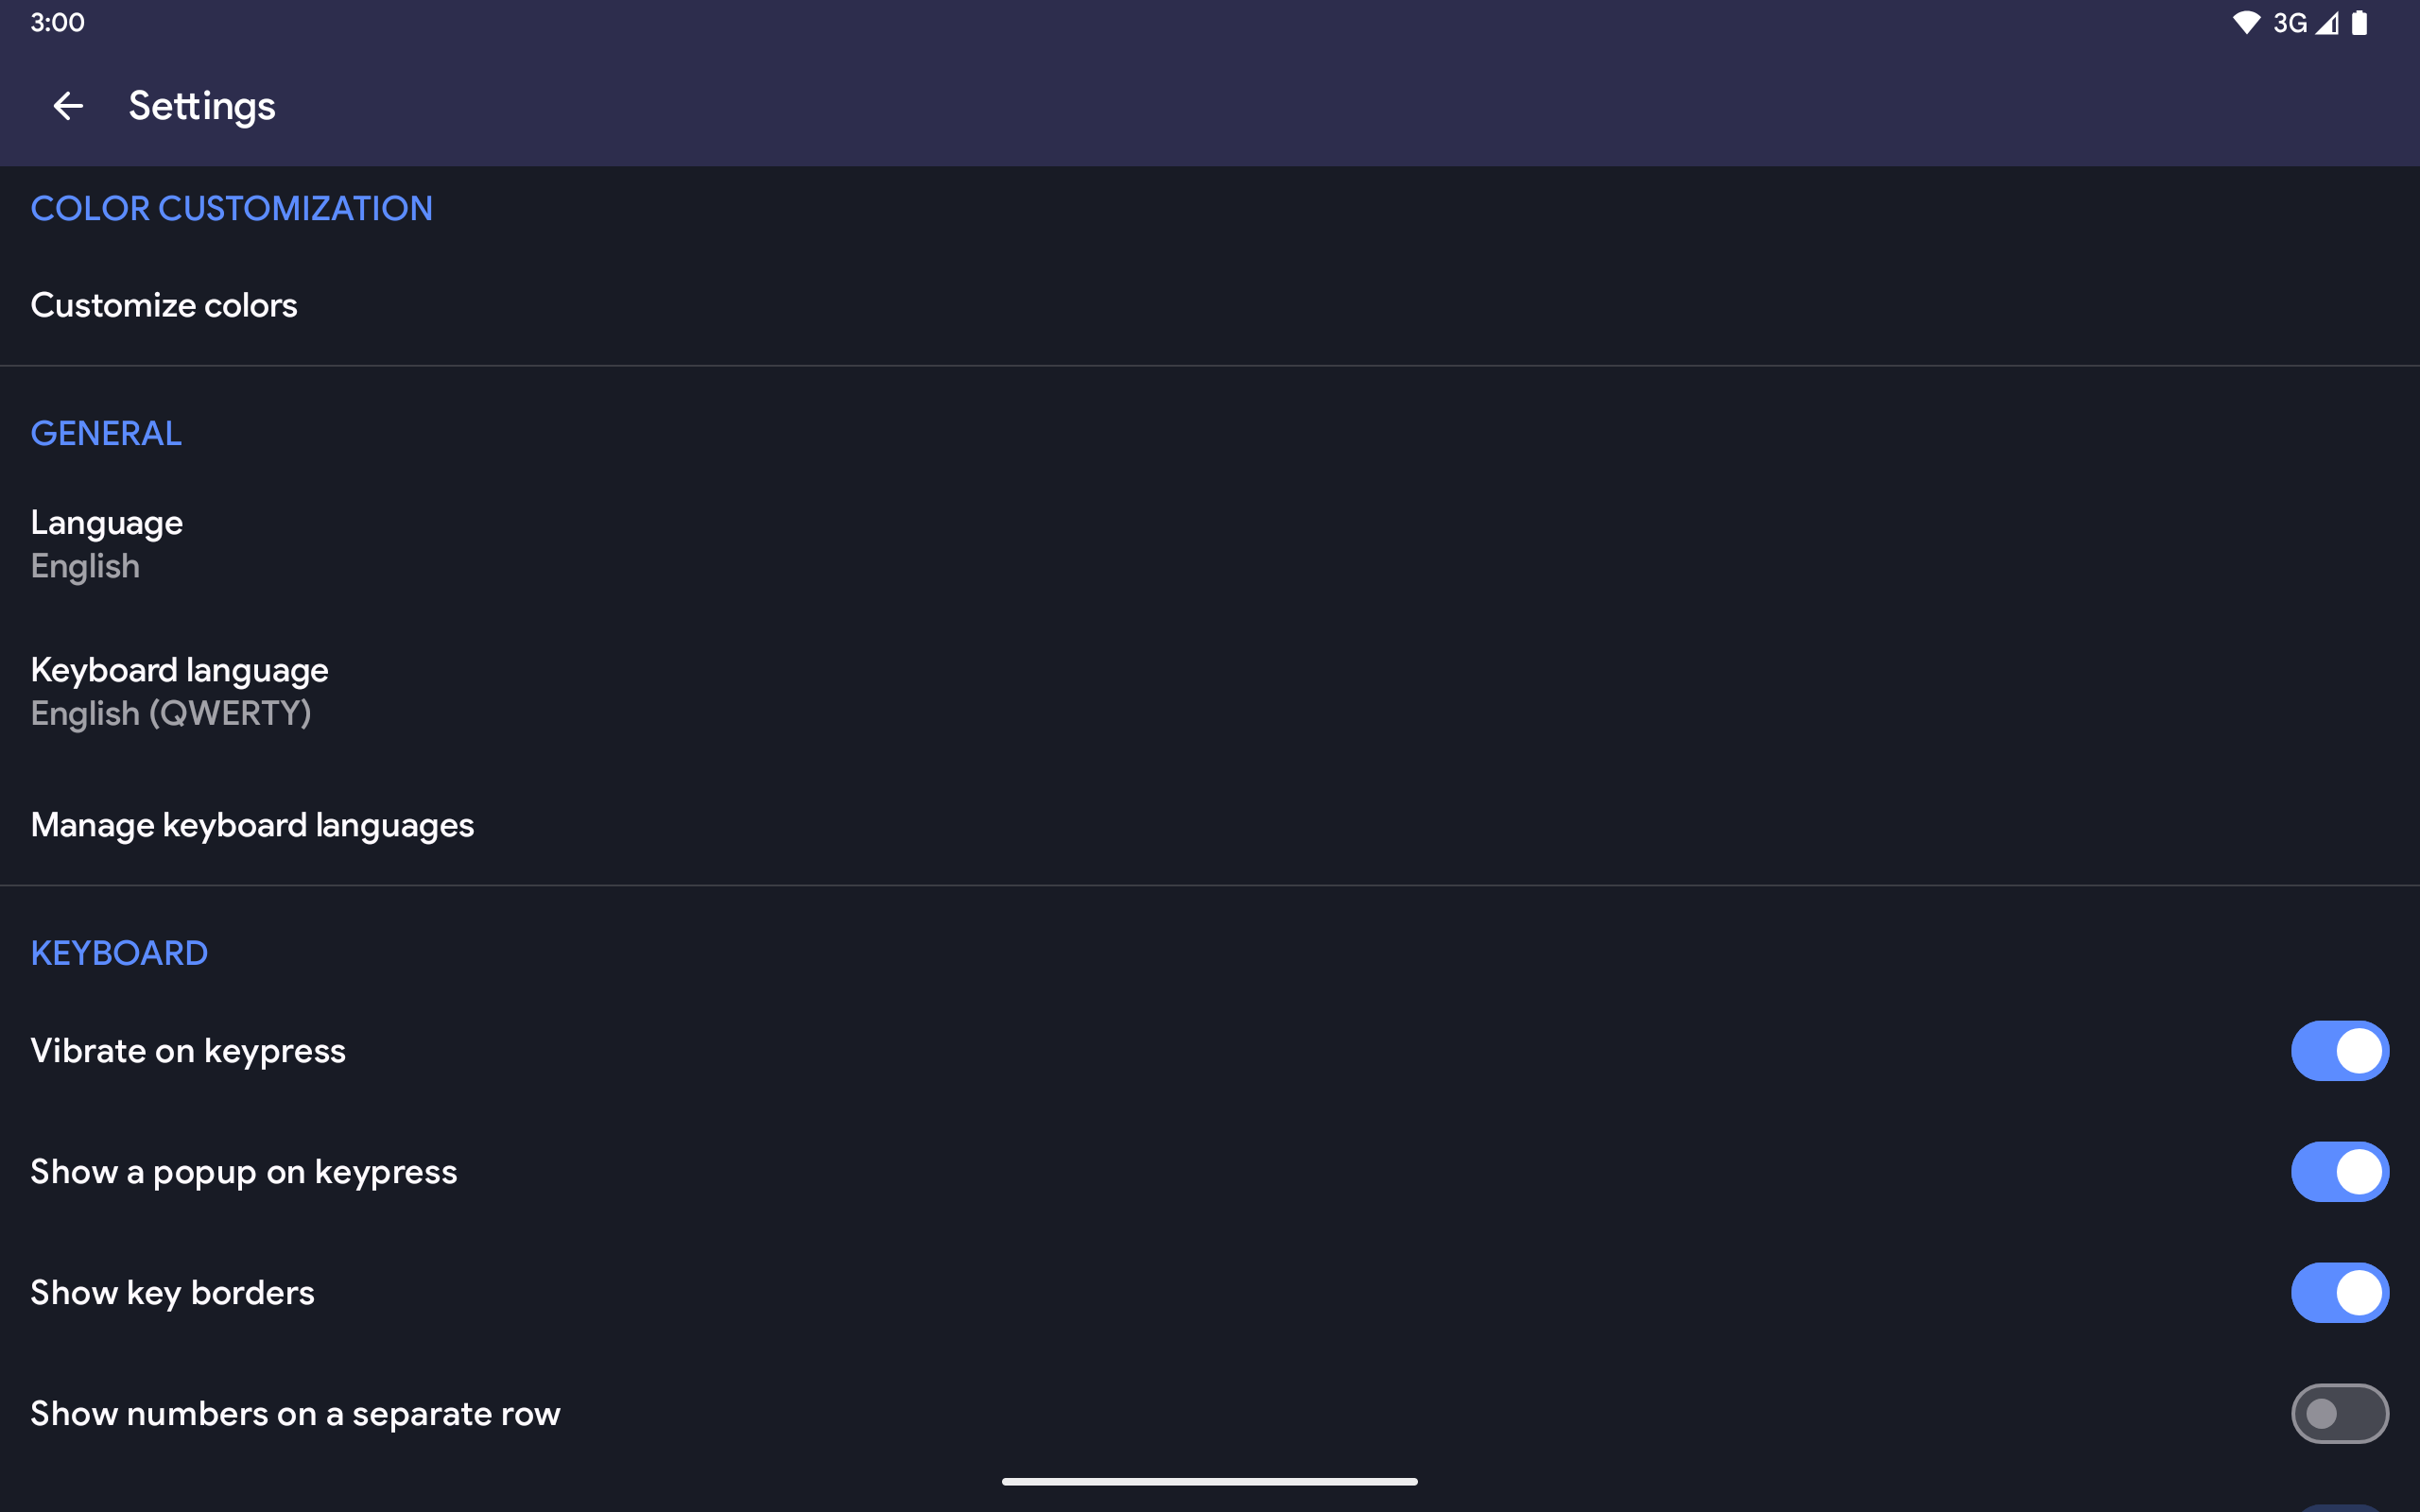 3:00
3G
Settings
COLOR CUSTOMIZATION
Customize colors
GENERAL
Language
English
Keyboard language
English (QWERTY)
Manage keyboard languages
KEYBOARD
Vibrate on keypress
Show a popup on keypress
Show key borders
Show numbers on a separate row